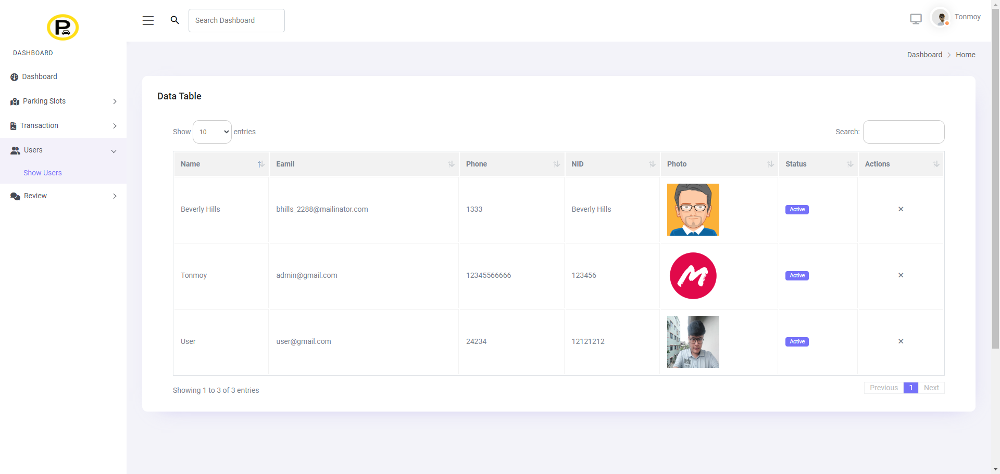 P
Search Dashboard
Tonmoy
DASHBOARD
Dashboard
Parking Slots
Transaction
Users
Show Users
Review
Dashboard > Home
Data Table
Show 10 entries
Search:
Name Eamil Phone NID Photo Status Actions
Beverly Hills bhills_2288@mailinator.com 1333 Beverly Hills Active ×
Tonmoy admin@gmail.com 12345566666 123456 M Active ×
User user@gmail.com 24234 12121212 Active ×
Showing 1 to 3 of 3 entries
Previous 1 Next